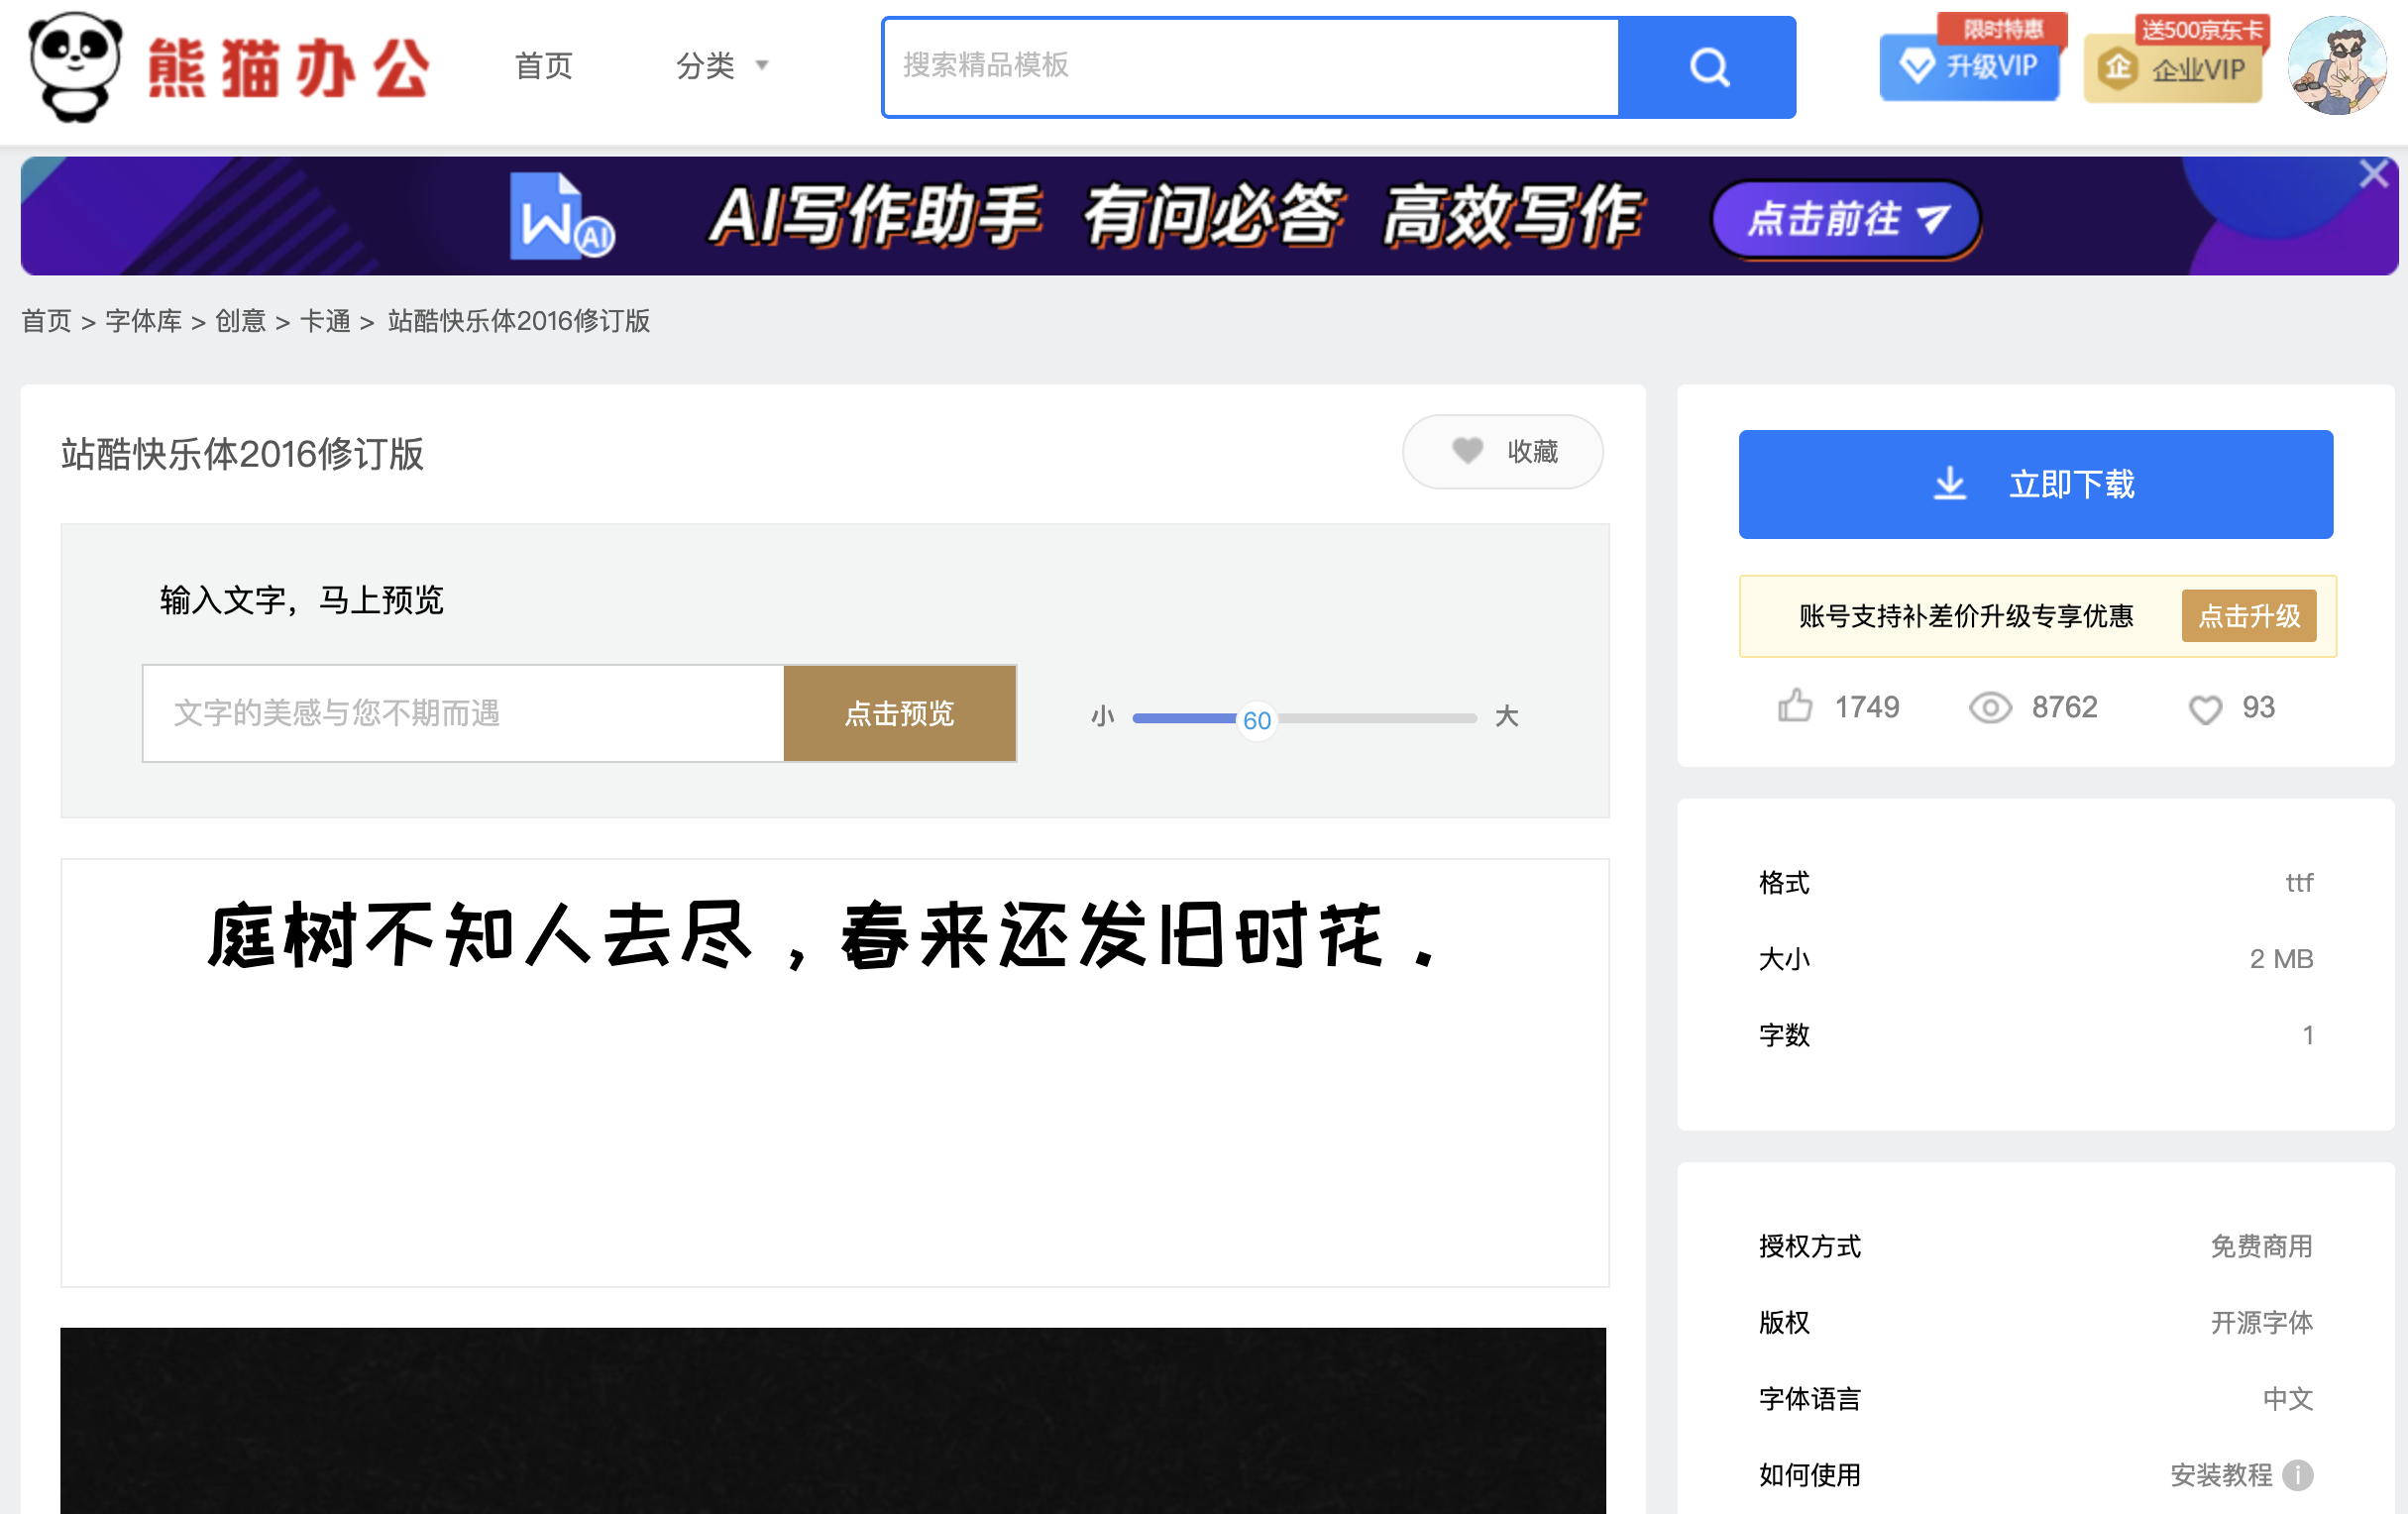 熊猫办公
首页 分类
搜索精品模板
限时特惠
升级VIP
送500京东卡
企 企业VIP
W AI AI写作助手 有问必答 高效写作 点击前往
首页 > 字体库 > 创意 > 卡通 > 站酷快乐体2016修订版
站酷快乐体2016修订版
收藏
输入文字，马上预览
文字的美感与您不期而遇 点击预览 小 60 大
庭树不知人去尽，春来还发旧时花．
立即下载
账号支持补差价升级专享优惠 点击升级
1749 8762 93
格式 ttf
大小 2 MB
字数 1
授权方式 免费商用
版权 开源字体
字体语言 中文
如何使用 安装教程 i